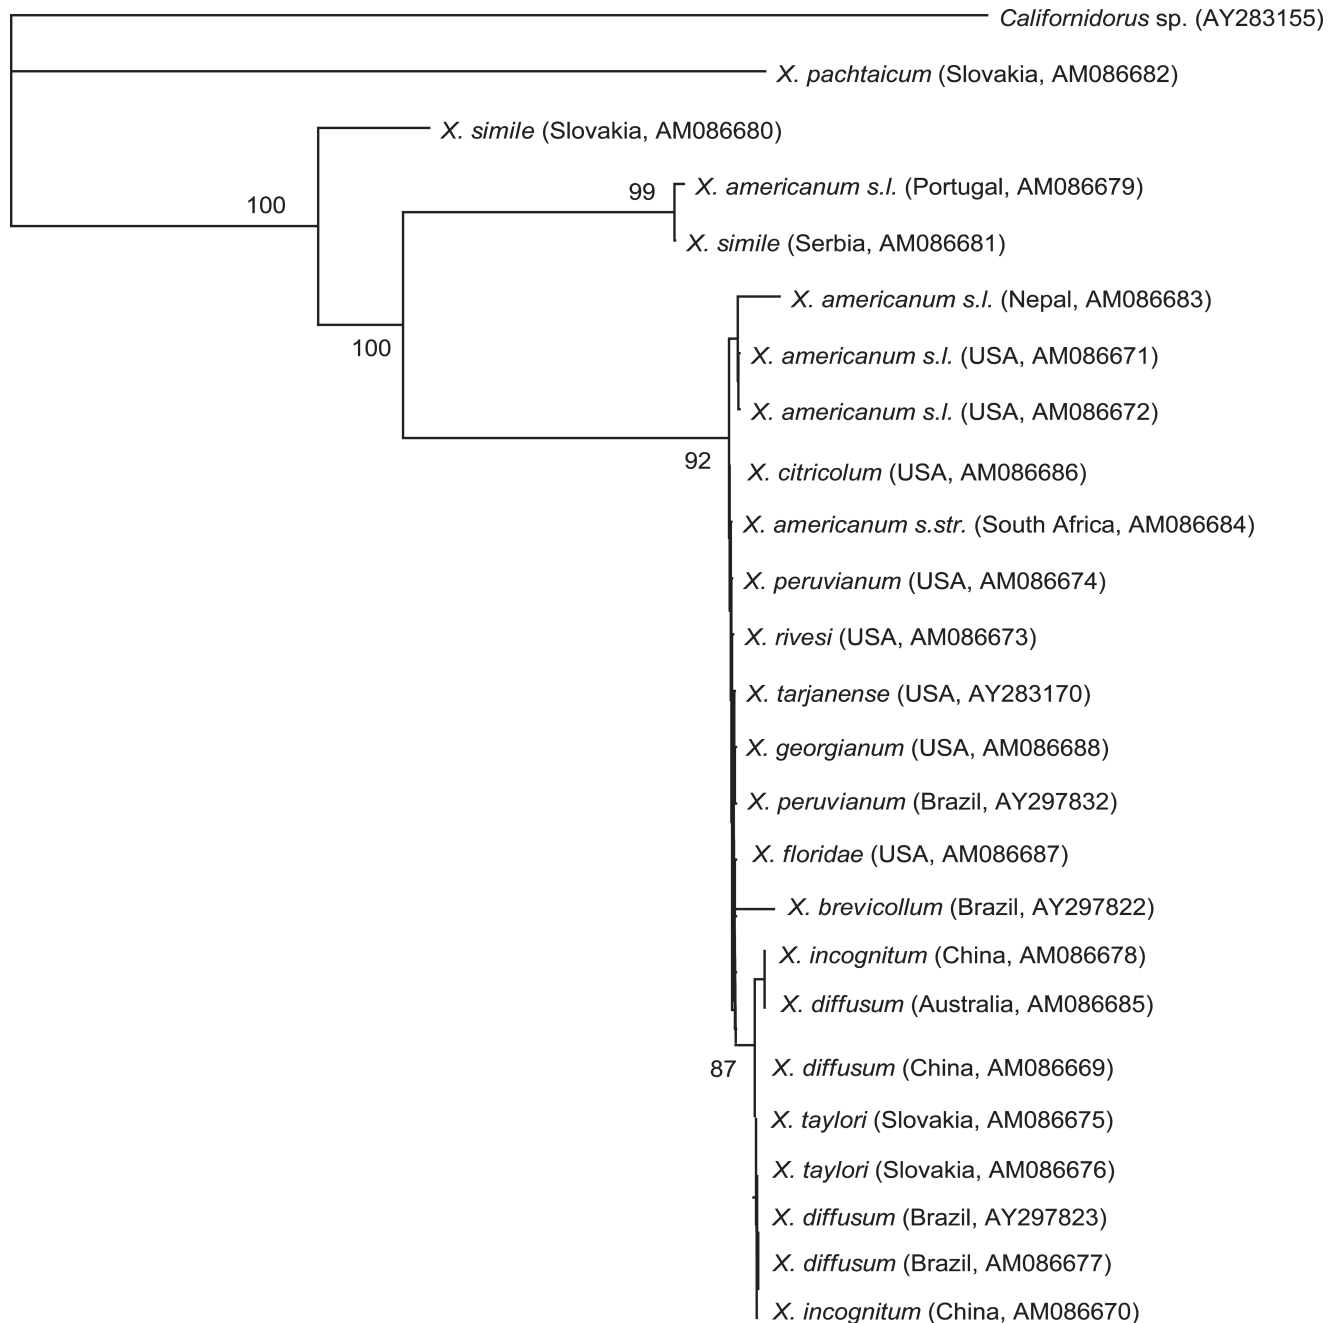 Californidorus sp. (AY283155)
X. pachtaicum (Slovakia, AM086682)
X. simile (Slovakia, AM086680)
99 X. americanum s.l. (Portugal, AM086679)
100
X. simile (Serbia, AM086681)
X. americanum s.l. (Nepal, AM086683)
100
X. americanum s.l. (USA, AM086671)
X. americanum s.l. (USA, AM086672)
92
X. citricolum (USA, AM086686)
X. americanum s.str. (South Africa, AM086684)
X. peruvianum (USA, AM086674)
X. rivesi (USA, AM086673)
X. tarjanense (USA, AY283170)
X. georgianum (USA, AM086688)
X. peruvianum (Brazil, AY297832)
X. floridae (USA, AM086687)
X. brevicollum (Brazil, AY297822)
X. incognitum (China, AM086678)
X. diffusum (Australia, AM086685)
87 X. diffusum (China, AM086669)
X. taylori (Slovakia, AM086675)
X. taylori (Slovakia, AM086676)
X. diffusum (Brazil, AY297823)
X. diffusum (Brazil, AM086677)
X. incognitum (China, AM086670)